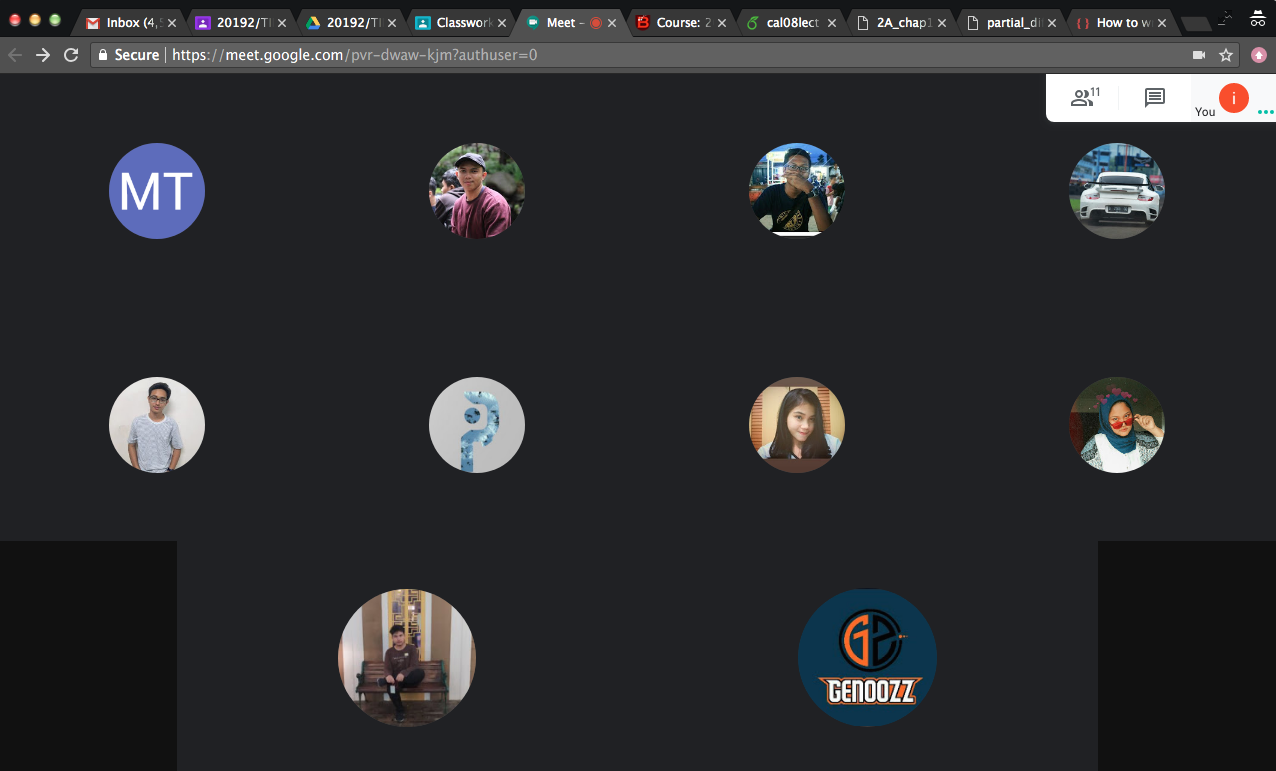 Inbox (4,
20192/TI
20192/TI
Classwork
Meet –
Course: 2
cal08lect
2A_chap1
partial_di
How to w
Secure
https://meet.google.com/pvr-dwaw-kjm?authuser=0
11
You
i
MT
GZ
GENOOZZ